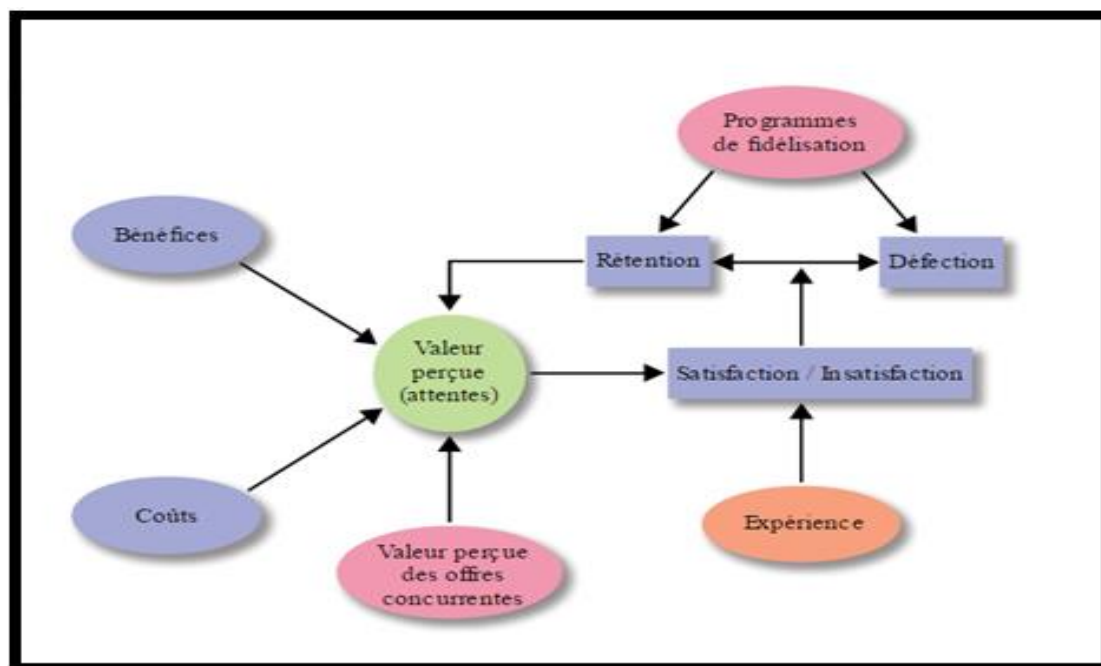 Programmes
de fidélisation
Bénéfices
Rétention
Défection
Valeur
perçue
(attentes)
Satisfaction / Insatisfaction
Coûts
Expérience
Valeur perçue
des offres
concurrentes